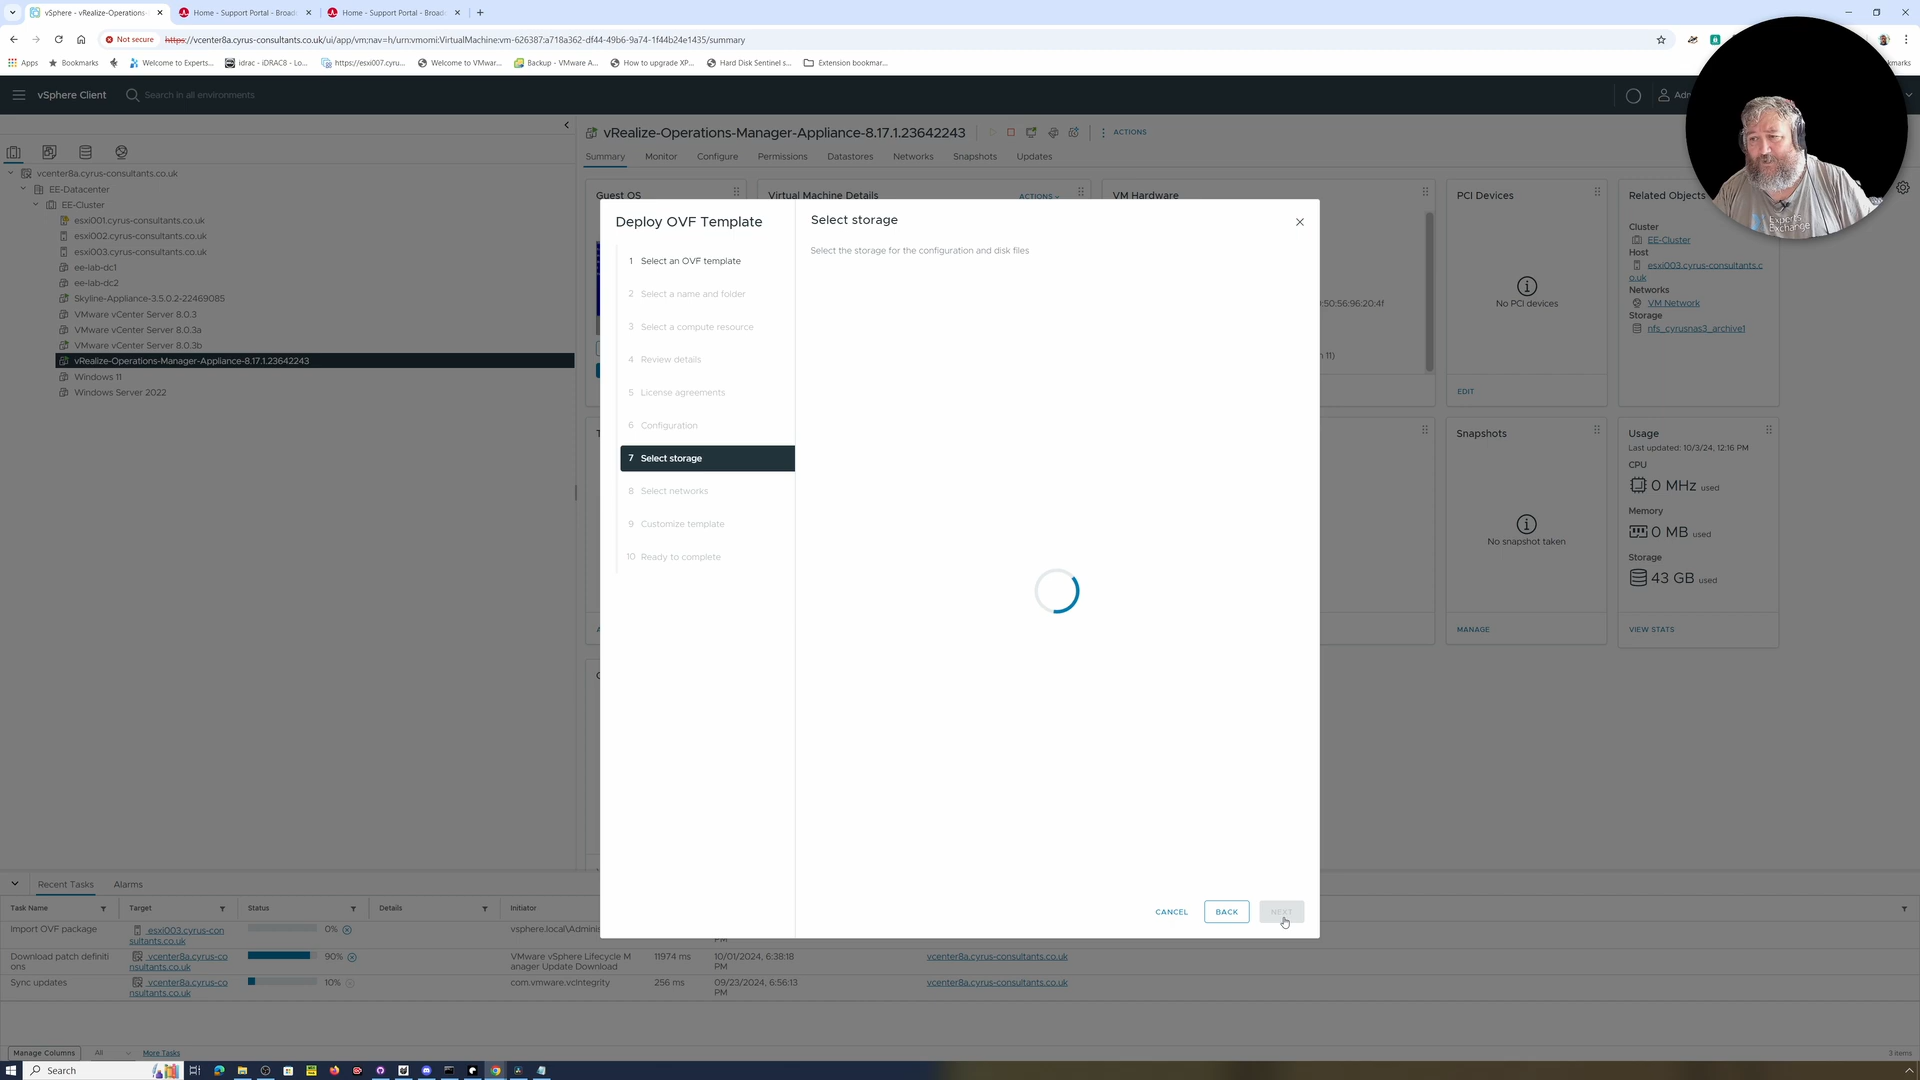 vSphere - vRealize-Operations-
Home - Support Portal - Broad
Home - Support Portal - Broad
Not secure
https://vcenter8a.cyrus-consultants.co.uk/ui/app/vm;nav=h/urn:vmomi:VirtualMachine:vm-626387:a718a362-df44-49b6-9a74-1f44b24e1435/summary
Apps
Bookmarks
Welcome to Experts...
idrac - iDRAC8 - Lo...
https://esxi007.cyru...
Welcome to VMwar...
Backup - VMware A...
How to upgrade XP...
Hard Disk Sentinel s...
Extension bookmar...
kmarks
vSphere Client
Search in all environments
Adm
vRealize-Operations-Manager-Appliance-8.17.1.23642243
ACTIONS
Summary
Monitor
Configure
Permissions
Datastores
Networks
Snapshots
Updates
vcenter8a.cyrus-consultants.co.uk
EE-Datacenter
EE-Cluster
esxi001.cyrus-consultants.co.uk
esxi002.cyrus-consultants.co.uk
esxi003.cyrus-consultants.co.uk
ee-lab-dc1
ee-lab-dc2
Skyline-Appliance-3.5.0.2-22469085
VMware vCenter Server 8.0.3
VMware vCenter Server 8.0.3a
VMware vCenter Server 8.0.3b
vRealize-Operations-Manager-Appliance-8.17.1.23642243
Windows 11
Windows Server 2022
Guest OS
Virtual Machine Details
ACTIONS
VM Hardware
PCI Devices
Related Objects
Experts
Exchange
Deploy OVF Template
1 Select an OVF template
2 Select a name and folder
3 Select a compute resource
4 Review details
5 License agreements
6 Configuration
7 Select storage
8 Select networks
9 Customize template
10 Ready to complete
Select storage
Select the storage for the configuration and disk files
CANCEL
BACK
NEXT
0:50:56:96:20:4f
n 11)
No PCI devices
EDIT
Cluster
EE-Cluster
Host
esxi003.cyrus-consultants.c
o.uk
Networks
VM Network
Storage
nfs_cyrusnas3_archive1
Snapshots
No snapshot taken
MANAGE
Usage
Last updated: 10/3/24, 12:16 PM
CPU
0 MHz used
Memory
0 MB used
Storage
43 GB used
VIEW STATS
Recent Tasks
Alarms
Task Name
Target
Status
Details
Initiator
Import OVF package
esxi003.cyrus-con
sultants.co.uk
0%
vsphere.local\Adminis
PM
Download patch definiti
ons
vcenter8a.cyrus-co
nsultants.co.uk
90%
VMware vSphere Lifecycle M
anager Update Download
11974 ms
10/01/2024, 6:38:18
PM
vcenter8a.cyrus-consultants.co.uk
Sync updates
vcenter8a.cyrus-co
nsultants.co.uk
10%
com.vmware.vcIntegrity
256 ms
09/23/2024, 6:56:13
PM
vcenter8a.cyrus-consultants.co.uk
Manage Columns
All
More Tasks
3 items
Search